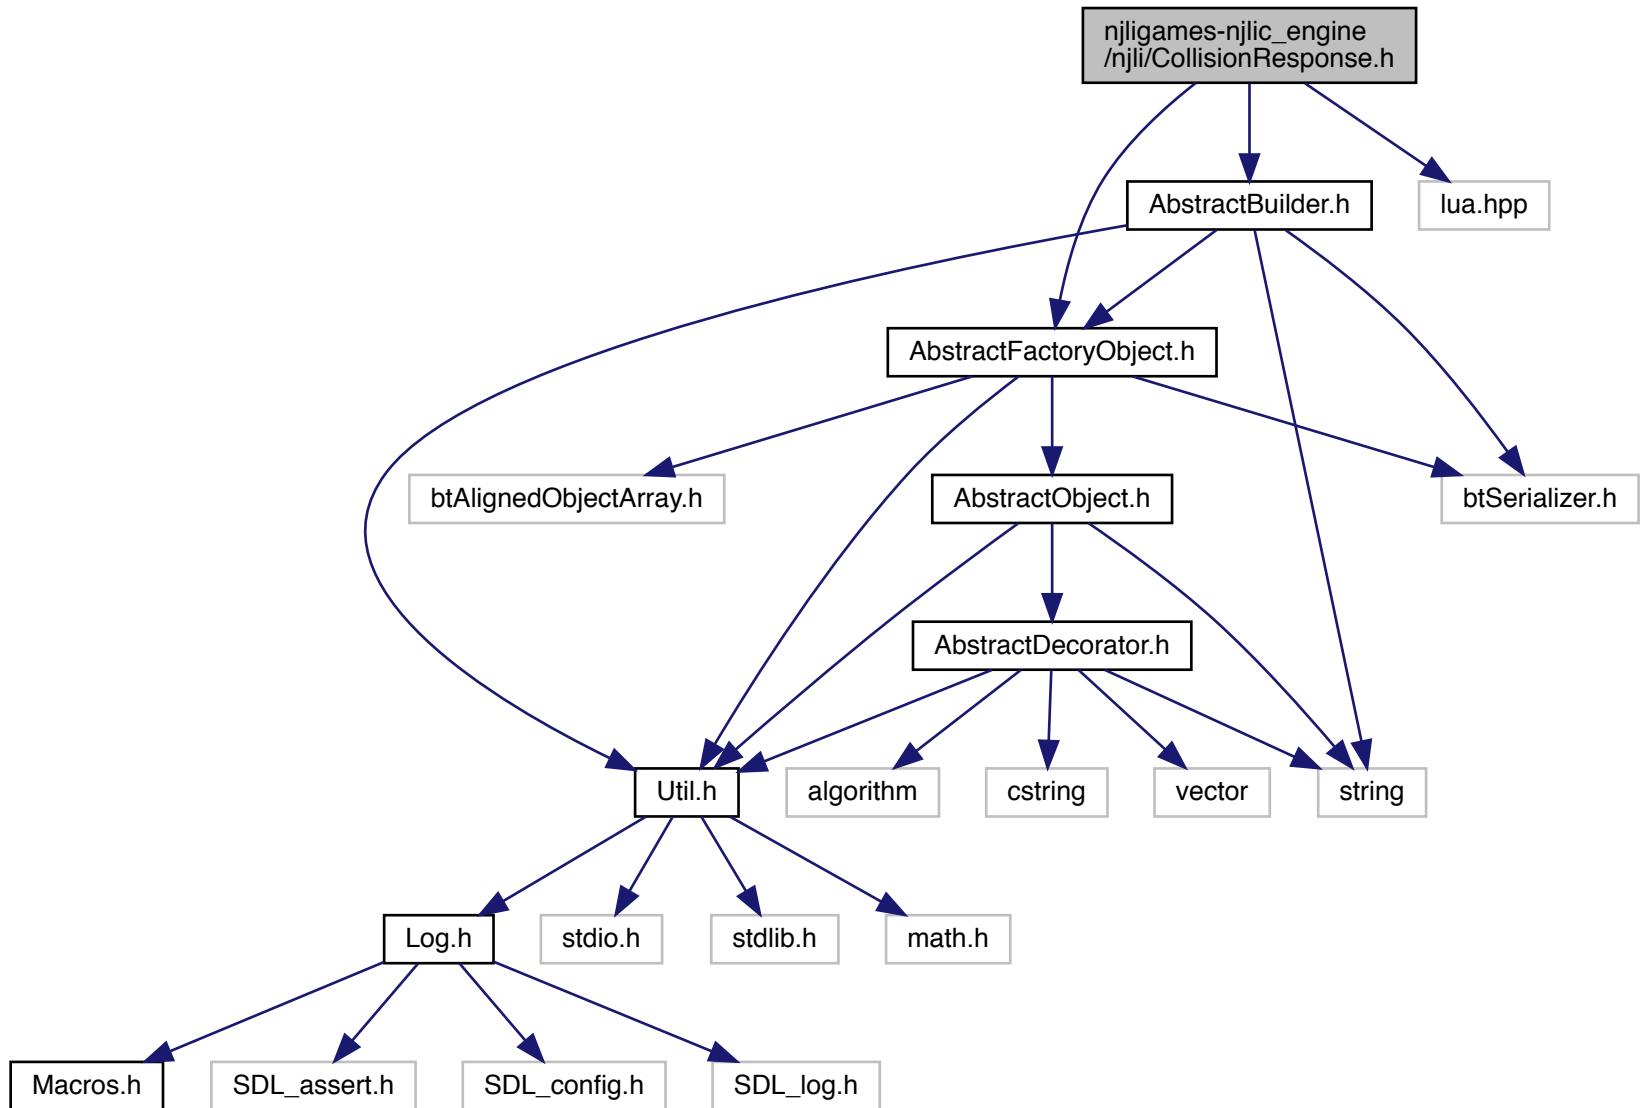 njligames-njlic_engine
/njli/CollisionResponse.h
AbstractBuilder.h
lua.hpp
AbstractFactoryObject.h
btAlignedObjectArray.h
AbstractObject.h
btSerializer.h
AbstractDecorator.h
Util.h
algorithm
cstring
vector
string
Log.h
stdio.h
stdlib.h
math.h
Macros.h
SDL_assert.h
SDL_config.h
SDL_log.h